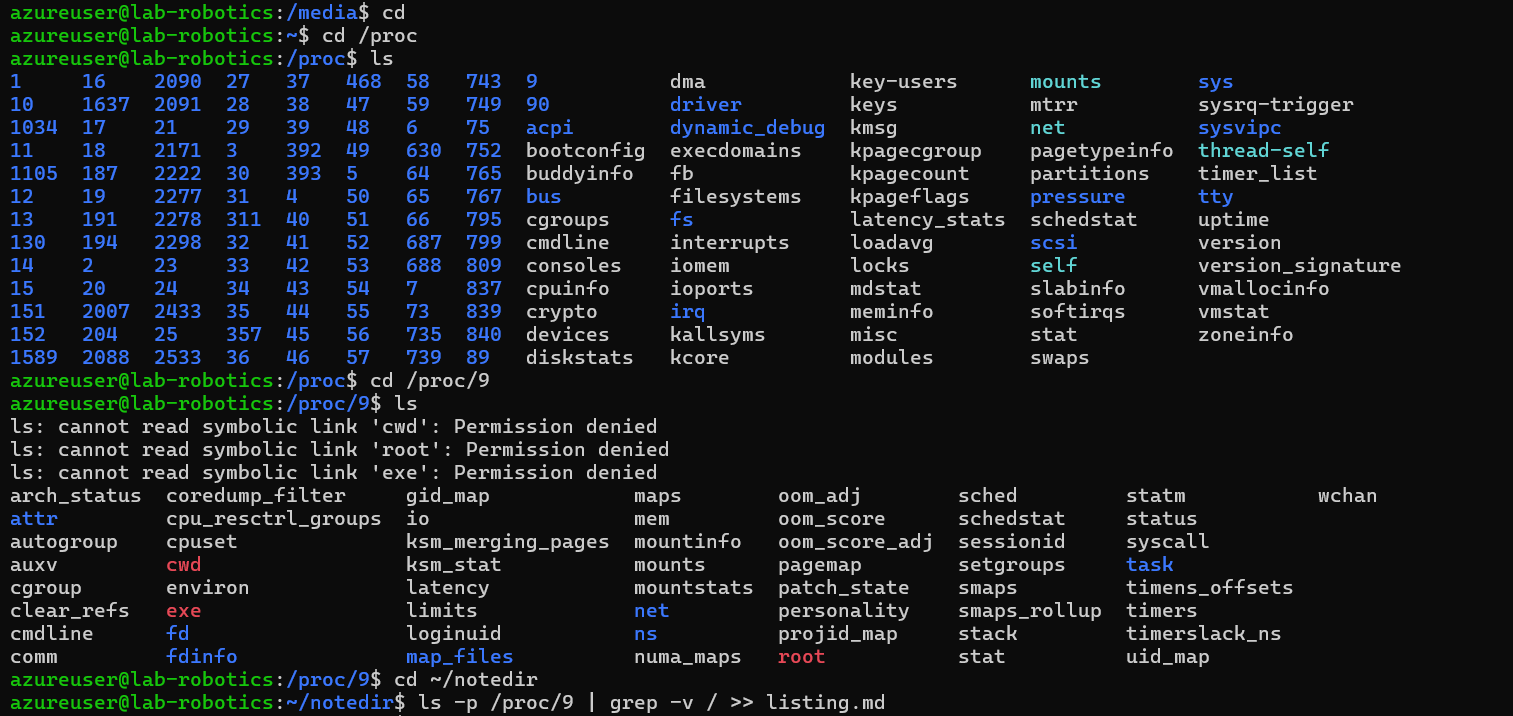 azureuser@lab-robotics:/media$ cd
azureuser@lab-robotics:~$ cd /proc
azureuser@lab-robotics:/proc$ ls
1 16 2090 27 37 468 58 743 9 dma key-users mounts sys
10 1637 2091 28 38 47 59 749 90 driver keys mtrr sysrq-trigger
1034 17 21 29 39 48 6 75 acpi dynamic_debug kmsg net sysvipc
11 18 2171 3 392 49 630 752 bootconfig execdomains kpagecgroup pagetypeinfo thread-self
1105 187 2222 30 393 5 64 765 buddyinfo fb kpagecount partitions timer_list
12 19 2277 31 4 50 65 767 bus filesystems kpageflags pressure tty
13 191 2278 311 40 51 66 795 cgroups fs latency_stats schedstat uptime
130 194 2298 32 41 52 687 799 cmdline interrupts loadavg scsi version
14 2 23 33 42 53 688 809 consoles iomem locks self version_signature
15 20 24 34 43 54 7 837 cpuinfo ioports mdstat slabinfo vmallocinfo
151 2007 2433 35 44 55 73 839 crypto irq meminfo softirqs vmstat
152 204 25 357 45 56 735 840 devices kallsyms misc stat zoneinfo
1589 2088 2533 36 46 57 739 89 diskstats kcore modules swaps
azureuser@lab-robotics:/proc$ cd /proc/9
azureuser@lab-robotics:/proc/9$ ls
ls: cannot read symbolic link 'cwd': Permission denied
ls: cannot read symbolic link 'root': Permission denied
ls: cannot read symbolic link 'exe': Permission denied
arch_status coredump_filter gid_map maps oom_adj sched statm wchan
attr cpu_resctrl_groups io mem oom_score schedstat status
autogroup cpuset ksm_merging_pages mountinfo oom_score_adj sessionid syscall
auxv cwd ksm_stat mounts pagemap setgroups task
cgroup environ latency mountstats patch_state smaps timens_offsets
clear_refs exe limits net personality smaps_rollup timers
cmdline fd loginuid ns projid_map stack timerslack_ns
comm fdinfo map_files numa_maps root stat uid_map
azureuser@lab-robotics:/proc/9$ cd ~/notedir
azureuser@lab-robotics:~/notedir$ ls -p /proc/9 | grep -v / >> listing.md